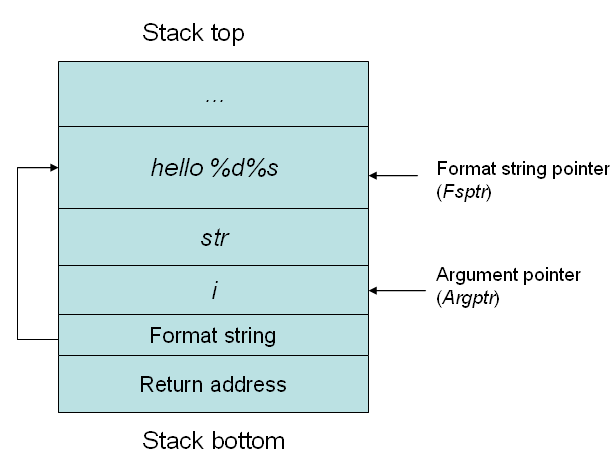 Stack top
...
hello %d%s
Format string pointer
(Fsptr)
str
i
Argument pointer
(Argptr)
Format string
Return address
Stack bottom